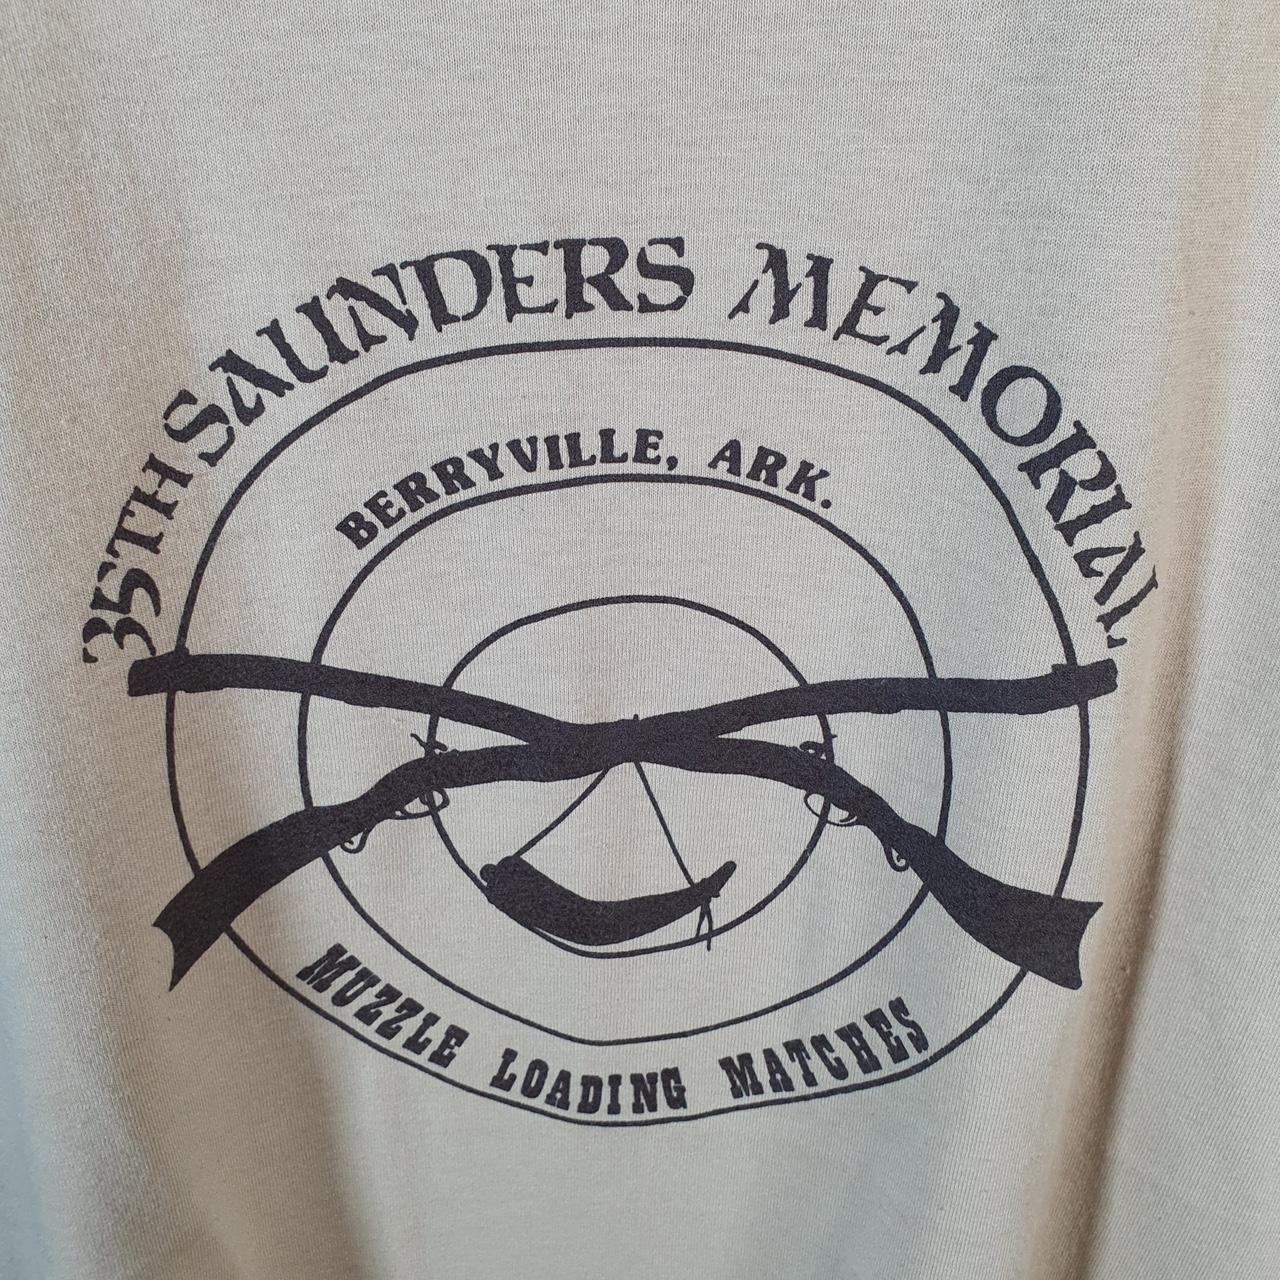 35TH SAUNDERS MEMORIAL
BERRYVILLE, ARK.
MUZZLE LOADING MATCHES